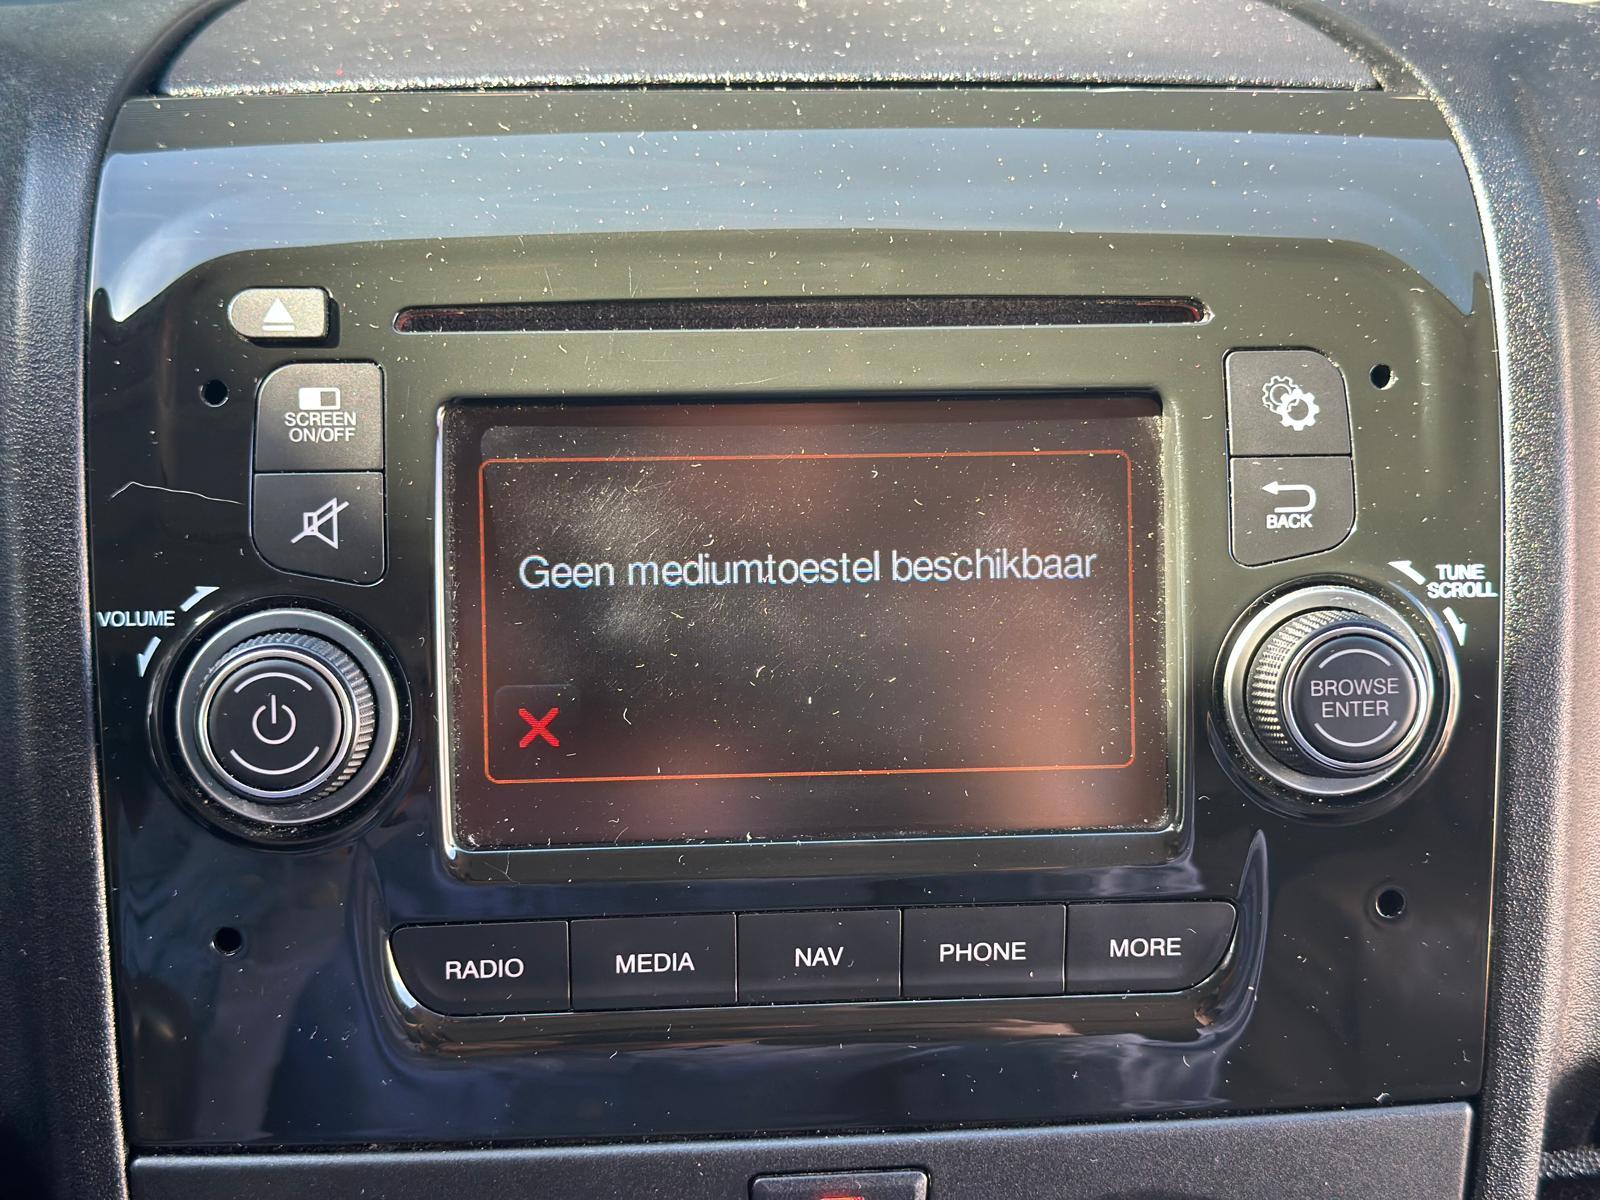 SCREEN
ON/OFF
BACK
VOLUME
TUNE
SCROLL
Geen mediumtoestel beschikbaar
BROWSE
ENTER
RADIO
MEDIA
NAV
PHONE
MORE